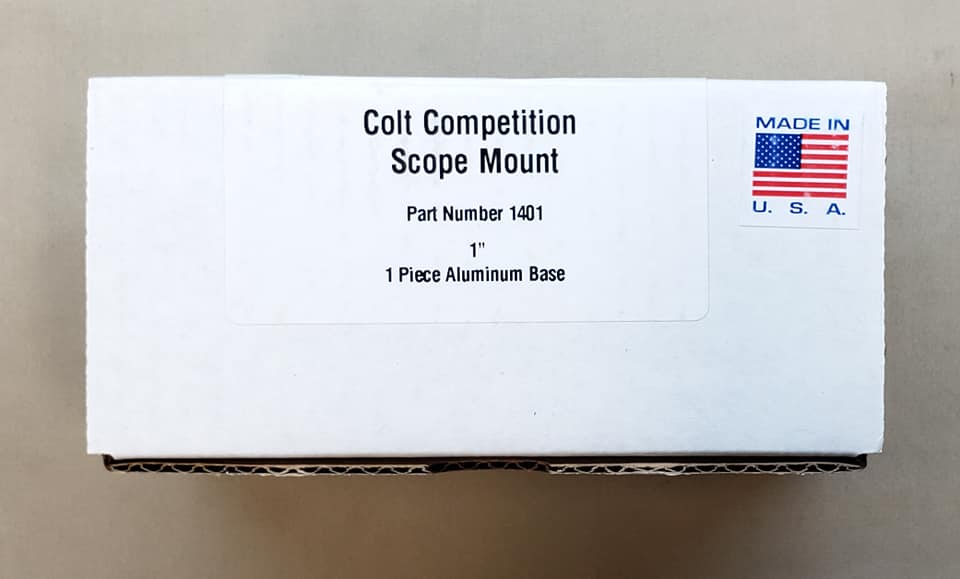 Colt Competition
Scope Mount
Part Number 1401
1"
1 Piece Aluminum Base
MADE IN
U. S. A.